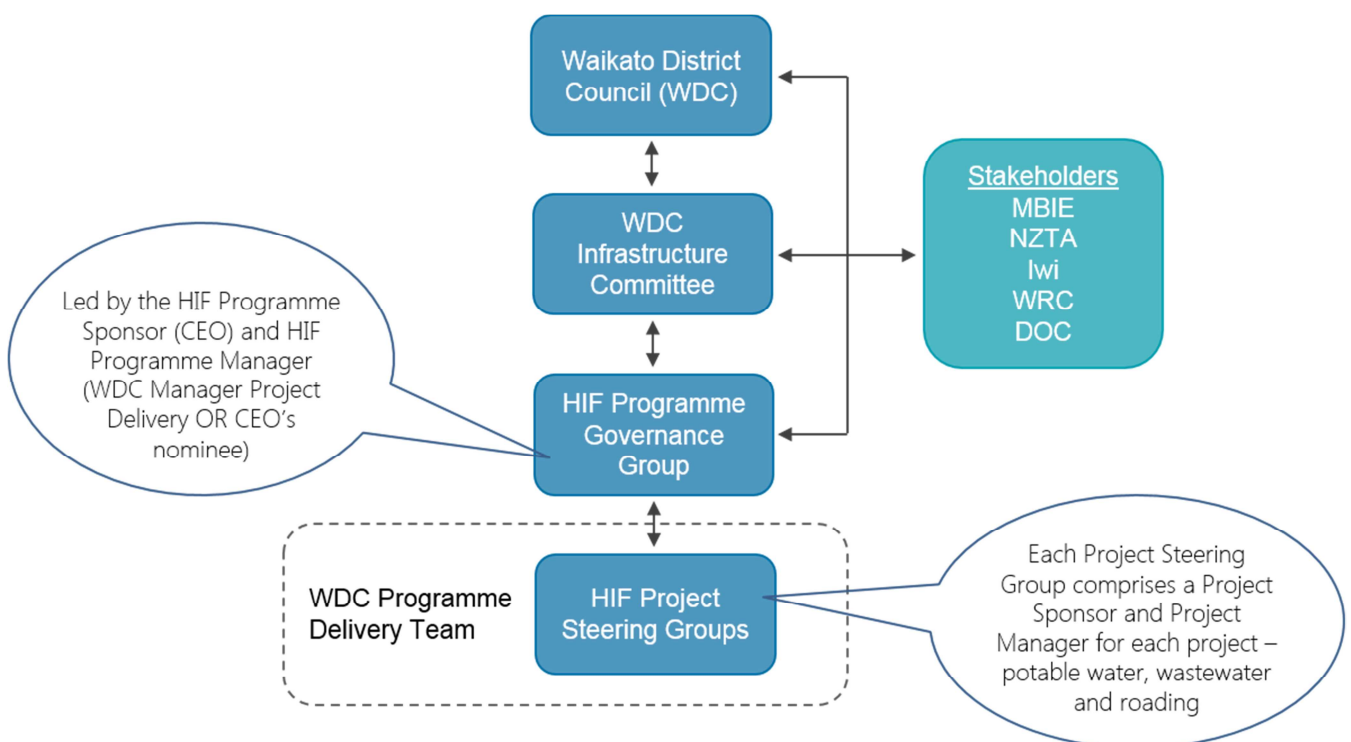 Waikato District
Council (WDC)
Stakeholders
MBIE
NZTA
Iwi
WRC
DOC
WDC
Infrastructure
Committee
Led by the HIF Programme
Sponsor (CEO) and HIF
Programme Manager
(WDC Manager Project
Delivery OR CEO’s
nominee)
HIF Programme
Governance
Group
WDC Programme
Delivery Team
HIF Project
Steering Groups
Each Project Steering
Group comprises a Project
Sponsor and Project
Manager for each project –
potable water, wastewater
and roading